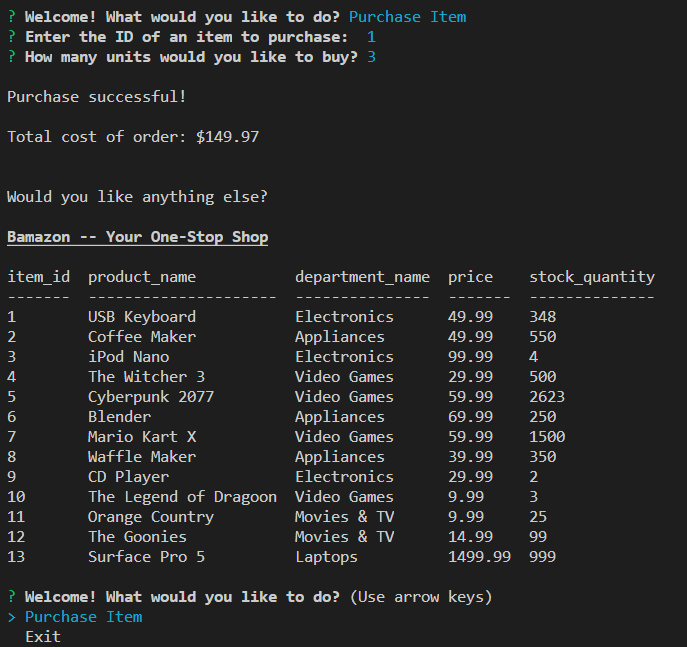 ? Welcome! What would you like to do? Purchase Item
? Enter the ID of an item to purchase:  1
? How many units would you like to buy? 3
Purchase successful!
Total cost of order: $149.97
Would you like anything else?
Bamazon -- Your One-Stop Shop
item_id  product_name           department_name  price    stock_quantity
-------  ---------------------  ---------------  -------  --------------
1        USB Keyboard           Electronics      49.99    348
2        Coffee Maker           Appliances       49.99    550
3        iPod Nano              Electronics      99.99    4
4        The Witcher 3          Video Games      29.99    500
5        Cyberpunk 2077         Video Games      59.99    2623
6        Blender                Appliances       69.99    250
7        Mario Kart X           Video Games      59.99    1500
8        Waffle Maker           Appliances       39.99    350
9        CD Player              Electronics      29.99    2
10       The Legend of Dragoon  Video Games      9.99     3
11       Orange Country         Movies & TV      9.99     25
12       The Goonies            Movies & TV      14.99    99
13       Surface Pro 5          Laptops          1499.99  999
? Welcome! What would you like to do? (Use arrow keys)
> Purchase Item
  Exit